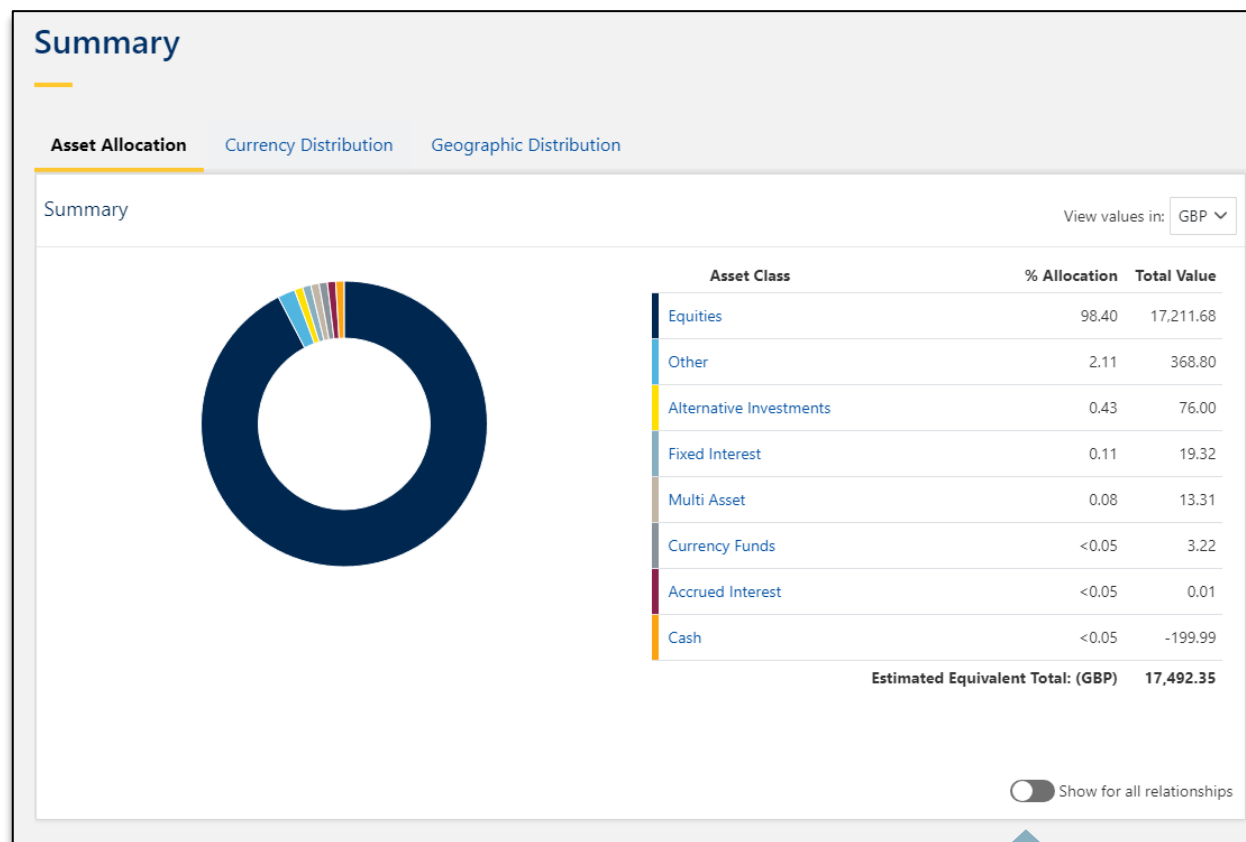 Summary
Asset Allocation Currency Distribution Geographic Distribution
Summary
View values in: GBP
Asset Class % Allocation Total Value
Equities 98.40 17,211.68
Other 2.11 368.80
Alternative Investments 0.43 76.00
Fixed Interest 0.11 19.32
Multi Asset 0.08 13.31
Currency Funds <0.05 3.22
Accrued Interest <0.05 0.01
Cash <0.05 -199.99
Estimated Equivalent Total: (GBP) 17,492.35
Show for all relationships